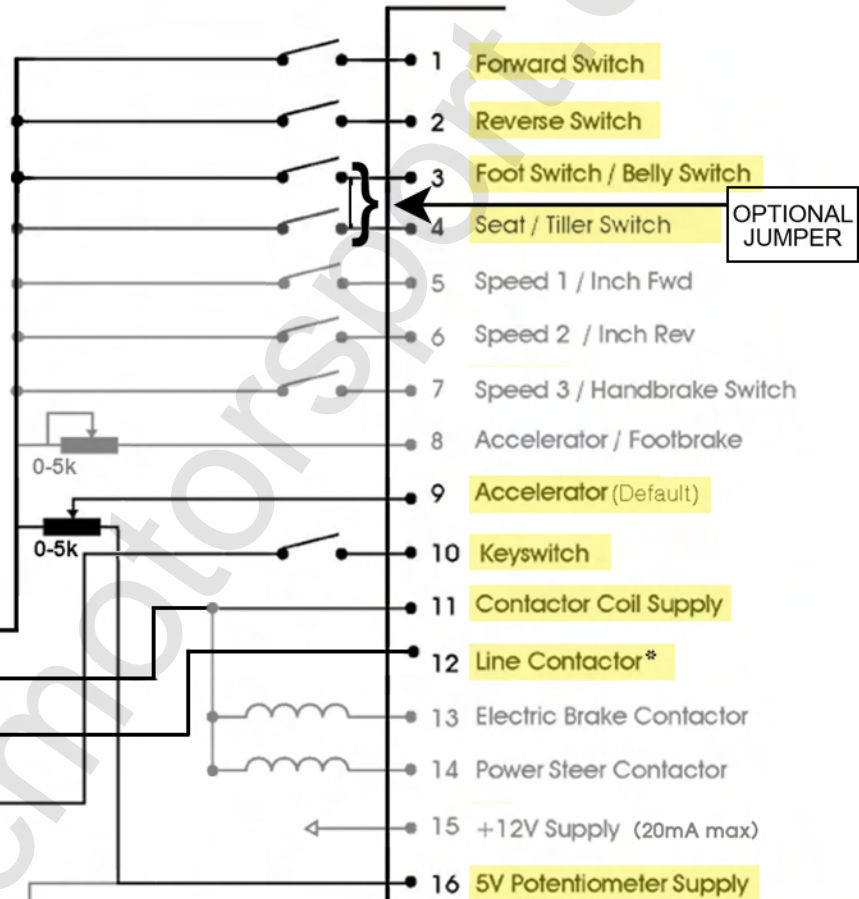 1 Forward Switch
2 Reverse Switch
3 Foot Switch / Belly Switch
OPTIONAL
JUMPER
4 Seat / Tiller Switch
5 Speed 1 / Inch Fwd
6 Speed 2 / Inch Rev
7 Speed 3 / Handbrake Switch
8 Accelerator / Footbrake
0-5k
9 Accelerator (Default)
0-5k
10 Keyswitch
11 Contactor Coil Supply
12 Line Contactor*
13 Electric Brake Contactor
14 Power Steer Contactor
15 +12V Supply (20mA max)
16 5V Potentiometer Supply
emotorsport.